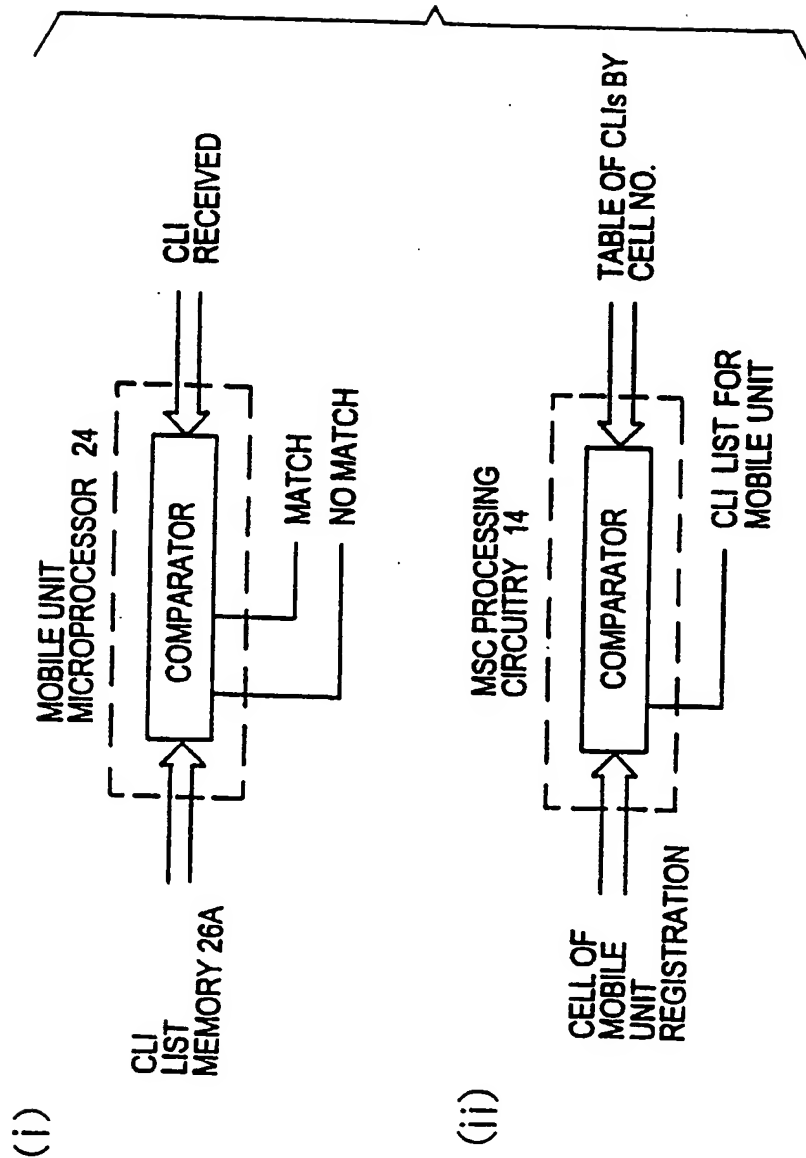 (i)
MOBILE UNIT
MICROPROCESSOR 24
CLI
LIST
MEMORY 26A
COMPARATOR
CLI
RECEIVED
MATCH
NO MATCH
(ii)
MSC PROCESSING
CIRCUITRY 14
CELL OF
MOBILE
UNIT
REGISTRATION
COMPARATOR
TABLE OF CLIs BY
CELL NO.
CLI LIST FOR
MOBILE UNIT